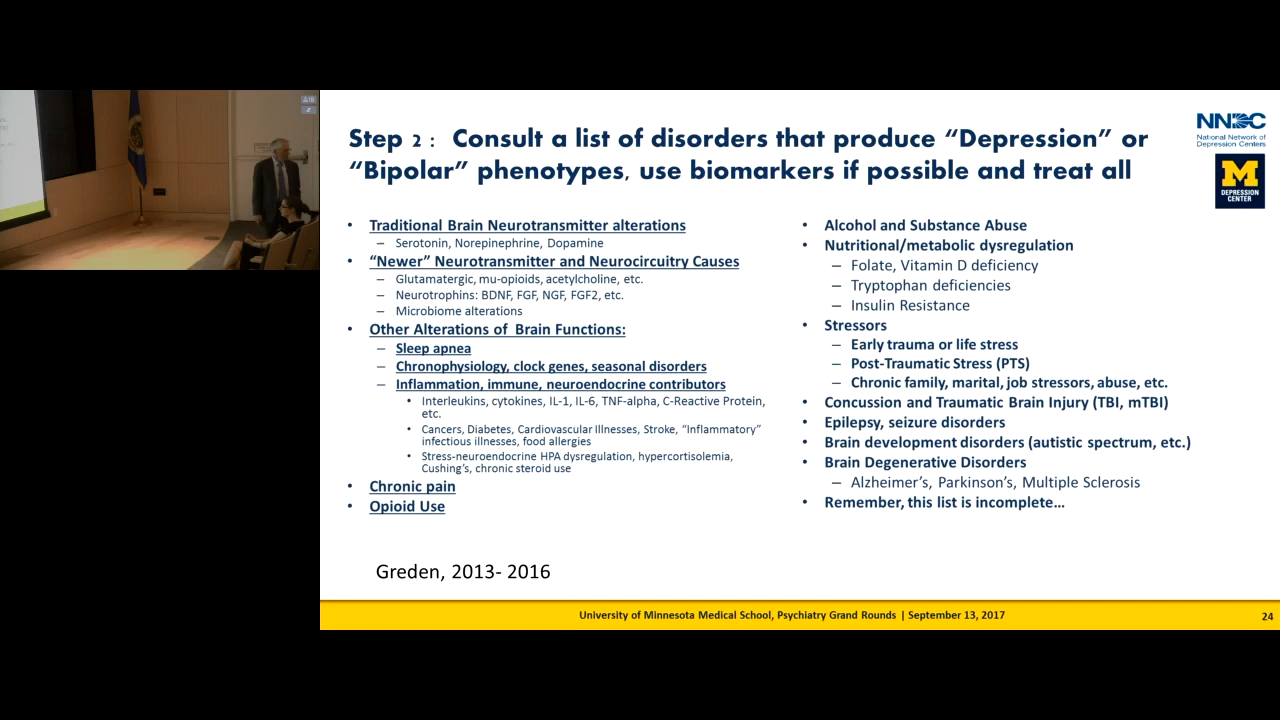 Step 2 : Consult a list of disorders that produce “Depression” or
“Bipolar” phenotypes, use biomarkers if possible and treat all
NNDC
National Network of
Depression Centers
M
DEPRESSION
CENTER
• Traditional Brain Neurotransmitter alterations
– Serotonin, Norepinephrine, Dopamine
• “Newer” Neurotransmitter and Neurocircuitry Causes
– Glutamatergic, mu-opioids, acetylcholine, etc.
– Neurotrophins: BDNF, FGF, NGF, FGF2, etc.
– Microbiome alterations
• Other Alterations of Brain Functions:
– Sleep apnea
– Chronophysiology, clock genes, seasonal disorders
– Inflammation, immune, neuroendocrine contributors
• Interleukins, cytokines, IL-1, IL-6, TNF-alpha, C-Reactive Protein,
etc.
• Cancers, Diabetes, Cardiovascular Illnesses, Stroke, “Inflammatory”
infectious illnesses, food allergies
• Stress-neuroendocrine HPA dysregulation, hypercortisolemia,
Cushing’s, chronic steroid use
• Chronic pain
• Opioid Use
• Alcohol and Substance Abuse
• Nutritional/metabolic dysregulation
– Folate, Vitamin D deficiency
– Tryptophan deficiencies
– Insulin Resistance
• Stressors
– Early trauma or life stress
– Post-Traumatic Stress (PTS)
– Chronic family, marital, job stressors, abuse, etc.
• Concussion and Traumatic Brain Injury (TBI, mTBI)
• Epilepsy, seizure disorders
• Brain development disorders (autistic spectrum, etc.)
• Brain Degenerative Disorders
– Alzheimer’s, Parkinson’s, Multiple Sclerosis
• Remember, this list is incomplete…
Greden, 2013- 2016
University of Minnesota Medical School, Psychiatry Grand Rounds | September 13, 2017
24